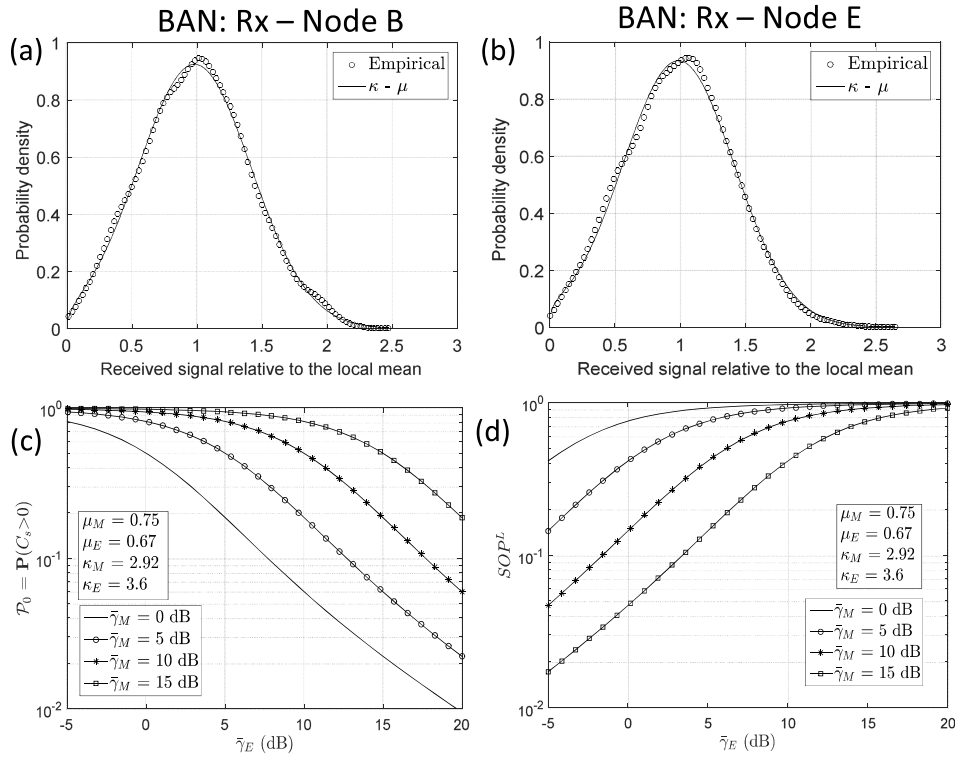 BAN: Rx – Node B
(a)
Empirical
κ - μ
Probability density
1
0.8
0.6
0.4
0.2
0
0 0.5 1 1.5 2 2.5 3
Received signal relative to the local mean
BAN: Rx – Node E
(b)
Empirical
κ - μ
Probability density
1
0.8
0.6
0.4
0.2
0
0 0.5 1 1.5 2 2.5 3
Received signal relative to the local mean
(c)
𝒫₀ = P(Cₛ>0)
10⁰
10⁻¹
10⁻²
μ_M = 0.75
μ_E = 0.67
κ_M = 2.92
κ_E = 3.6
γ̄_M = 0 dB
γ̄_M = 5 dB
γ̄_M = 10 dB
γ̄_M = 15 dB
-5 0 5 10 15 20
γ̄_E (dB)
(d)
SOP^L
10⁰
10⁻¹
10⁻²
μ_M = 0.75
μ_E = 0.67
κ_M = 2.92
κ_E = 3.6
γ̄_M = 0 dB
γ̄_M = 5 dB
γ̄_M = 10 dB
γ̄_M = 15 dB
-5 0 5 10 15 20
γ̄_E (dB)